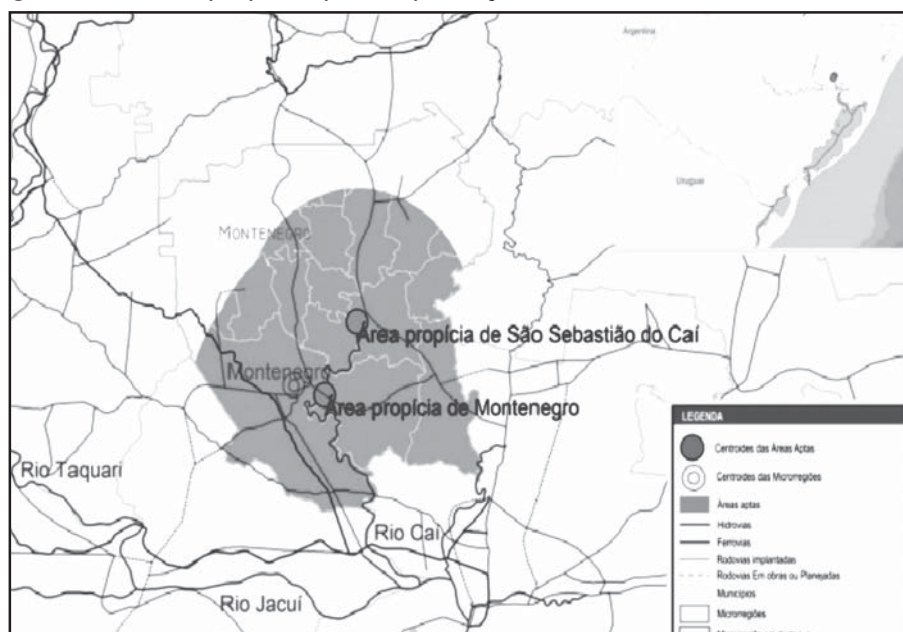 Argentina
Uruguai
MONTENEGRO
Área propícia de São Sebastião do Caí
Montenegro
Área propícia de Montenegro
Rio Taquari
Rio Caí
Rio Jacuí
LEGENDA
Centroides das Áreas Aptas
Centroides das Microrregiões
Áreas aptas
Hidrovias
Ferrovias
Rodovias implantadas
Rodovias Em obras ou Planejadas
Municípios
Microrregiões